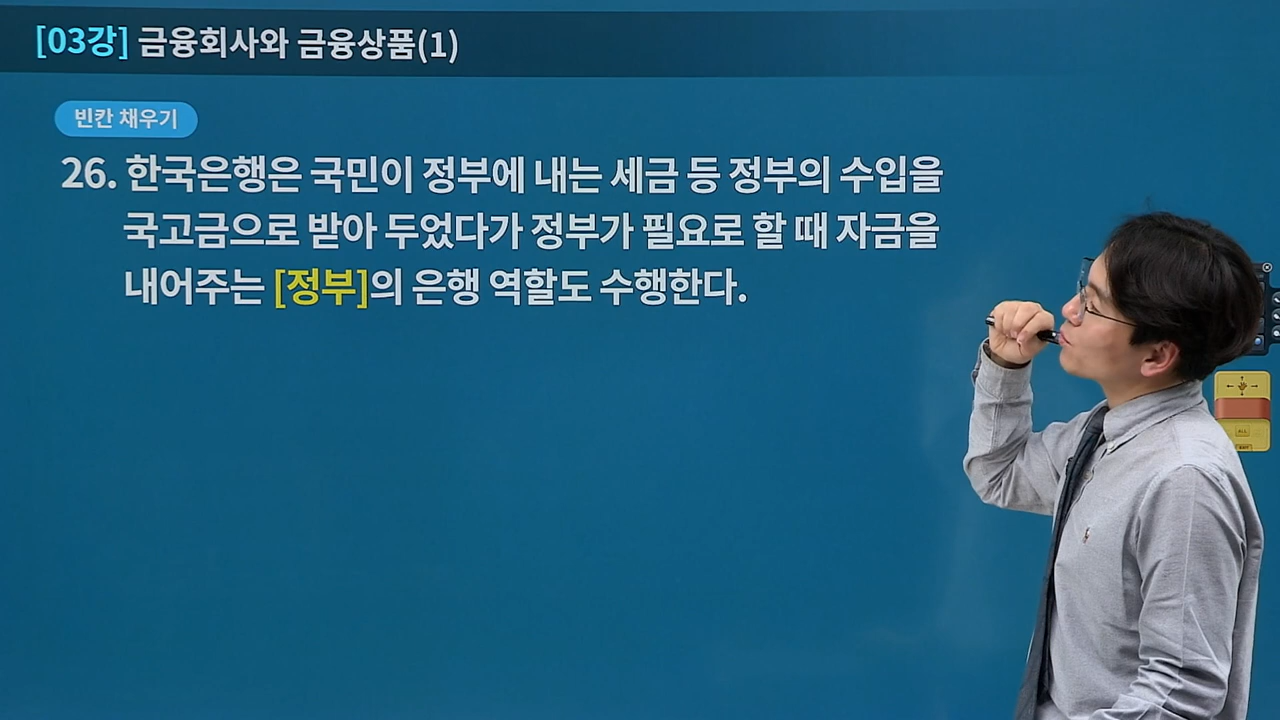 [03강] 금융회사와 금융상품(1)
빈칸 채우기
26. 한국은행은 국민이 정부에 내는 세금 등 정부의 수입을
국고금으로 받아 두었다가 정부가 필요로 할 때 자금을
내어주는 [정부]의 은행 역할도 수행한다.
ALL